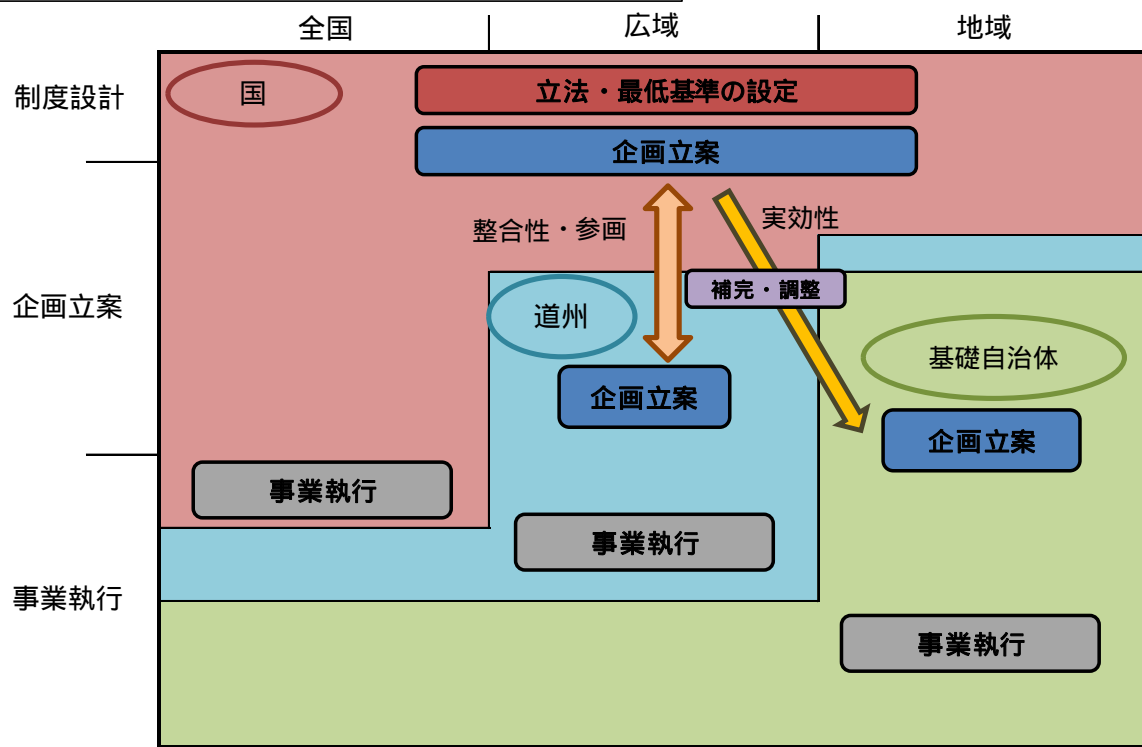 全国
広域
地域
制度設計
国
立法・最低基準の設定
企画立案
整合性・参画
実効性
補完・調整
企画立案
道州
基礎自治体
企画立案
企画立案
事業執行
事業執行
事業執行
事業執行